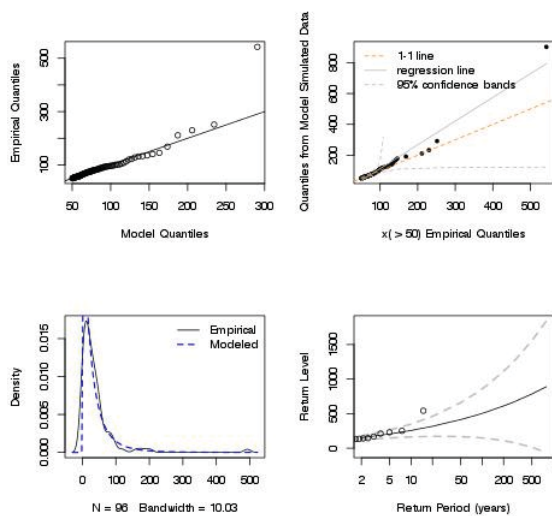 Empirical Quantiles
500
300
100
50 100 150 200 250 300
Model Quantiles
Quantiles from Model Simulated Data
800
600
400
200
1-1 line
regression line
95% confidence bands
100 200 300 400 500
x( > 50) Empirical Quantiles
Density
0.015
0.010
0.005
0.000
Empirical
Modeled
0 100 200 300 400 500
N = 96 Bandwidth = 10.03
Return Level
1500
1000
500
0
2 5 10 50 200 500
Return Period (years)